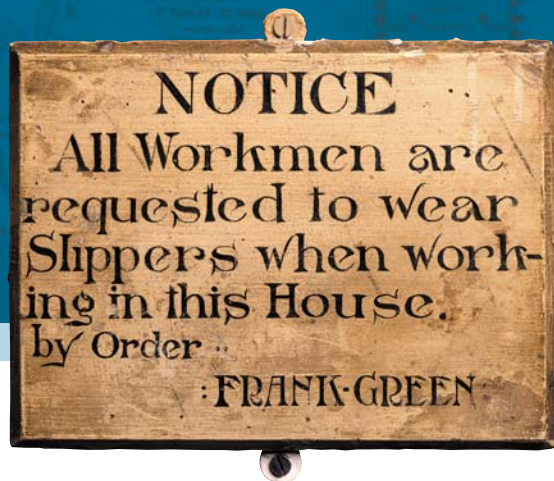 NOTICE
All Workmen are
requested to wear
Slippers when work-
ing in this House.
by Order
: FRANK·GREEN